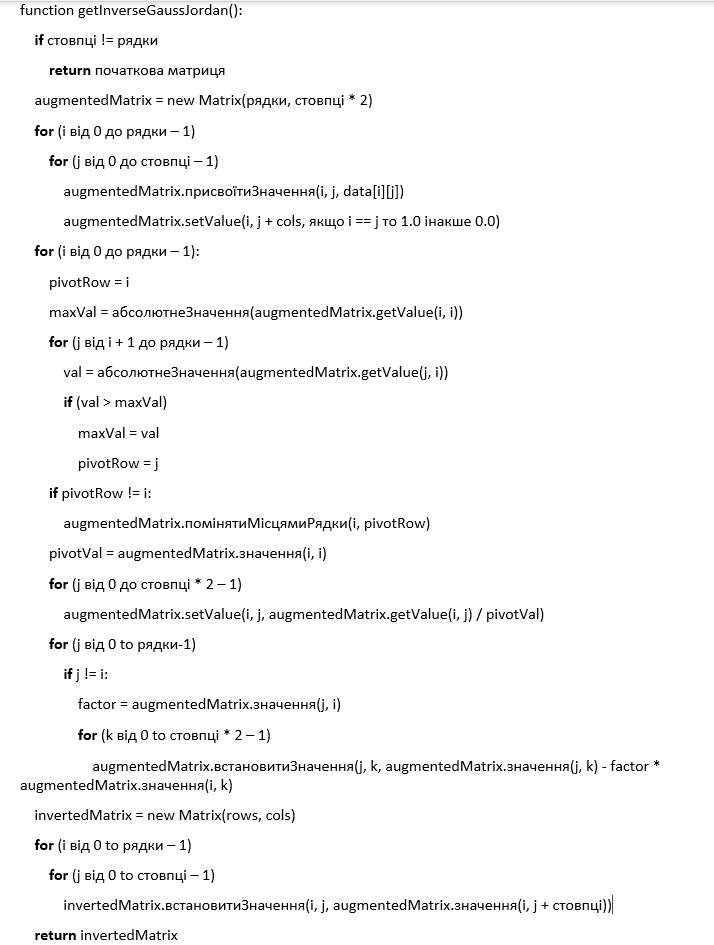 function getInverseGaussJordan():
if стовпці != рядки
return початкова матриця
augmentedMatrix = new Matrix(рядки, стовпці * 2)
for (i від 0 до рядки – 1)
for (j від 0 до стовпці – 1)
augmentedMatrix.присвоїтиЗначення(i, j, data[i][j])
augmentedMatrix.setValue(i, j + cols, якщо i == j то 1.0 інакше 0.0)
for (i від 0 до рядки – 1):
pivotRow = i
maxVal = абсолютнеЗначення(augmentedMatrix.getValue(i, i))
for (j від i + 1 до рядки – 1)
val = абсолютнеЗначення(augmentedMatrix.getValue(j, i))
if (val > maxVal)
maxVal = val
pivotRow = j
if pivotRow != i:
augmentedMatrix.помінятиМісцямиРядки(i, pivotRow)
pivotVal = augmentedMatrix.значення(i, i)
for (j від 0 до стовпці * 2 – 1)
augmentedMatrix.setValue(i, j, augmentedMatrix.getValue(i, j) / pivotVal)
for (j від 0 to рядки-1)
if j != i:
factor = augmentedMatrix.значення(j, i)
for (k від 0 to стовпці * 2 – 1)
augmentedMatrix.встановитиЗначення(j, k, augmentedMatrix.значення(j, k) - factor *
augmentedMatrix.значення(i, k)
invertedMatrix = new Matrix(rows, cols)
for (i від 0 to рядки – 1)
for (j від 0 to стовпці – 1)
invertedMatrix.встановитиЗначення(i, j, augmentedMatrix.значення(i, j + стовпці))
return invertedMatrix